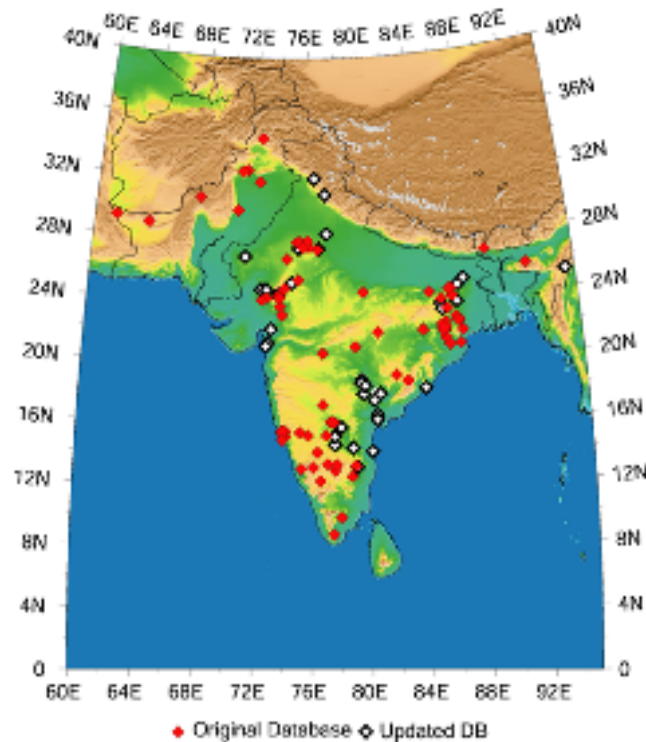 60E 64E 68E 72E 76E 80E 84E 88E 92E
40N 40N
36N 36N
32N 32N
28N 28N
24N 24N
20N 20N
16N 16N
12N 12N
8N 8N
4N 4N
0 0
60E 64E 68E 72E 76E 80E 84E 88E 92E
Original Database Updated DB